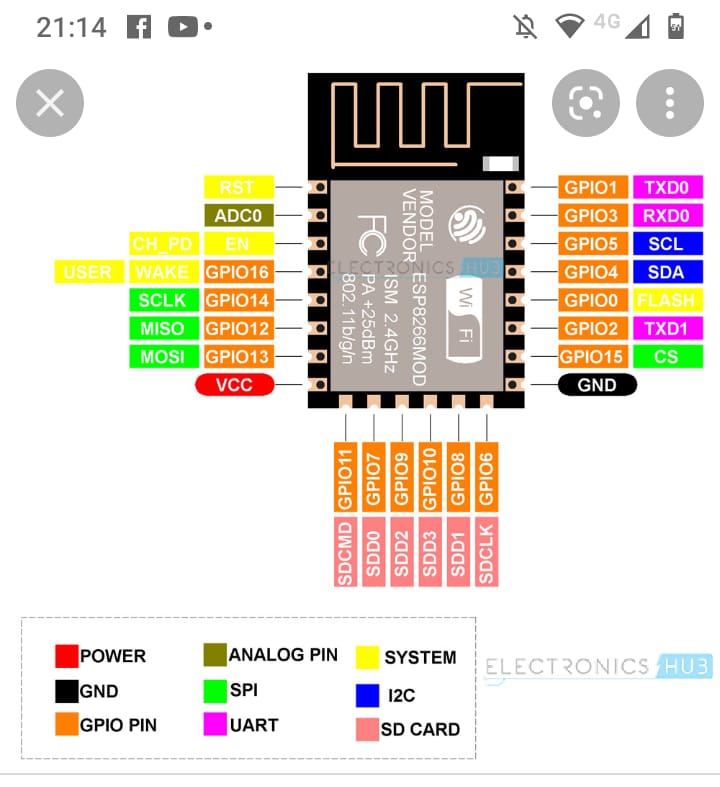 21:14 4G 51
RST GPIO1 TXD0
ADC0 GPIO3 RXD0
CH_PD EN GPIO5 SCL
USER WAKE GPIO16 GPIO4 SDA
SCLK GPIO14 GPIO0 FLASH
MISO GPIO12 GPIO2 TXD1
MOSI GPIO13 GPIO15 CS
VCC GND
MODEL ESP8266MOD
VENDOR
ISM 2.4GHz
PA +25dBm
802.11b/g/n
FC
Wi Fi
ELECTRONICS HUB
GPIO11 GPIO7 GPIO9 GPIO10 GPIO8 GPIO6
SDCMD SDD0 SDD2 SDD3 SDD1 SDCLK
POWER ANALOG PIN SYSTEM
GND SPI I2C
GPIO PIN UART SD CARD
ELECTRONICS HUB